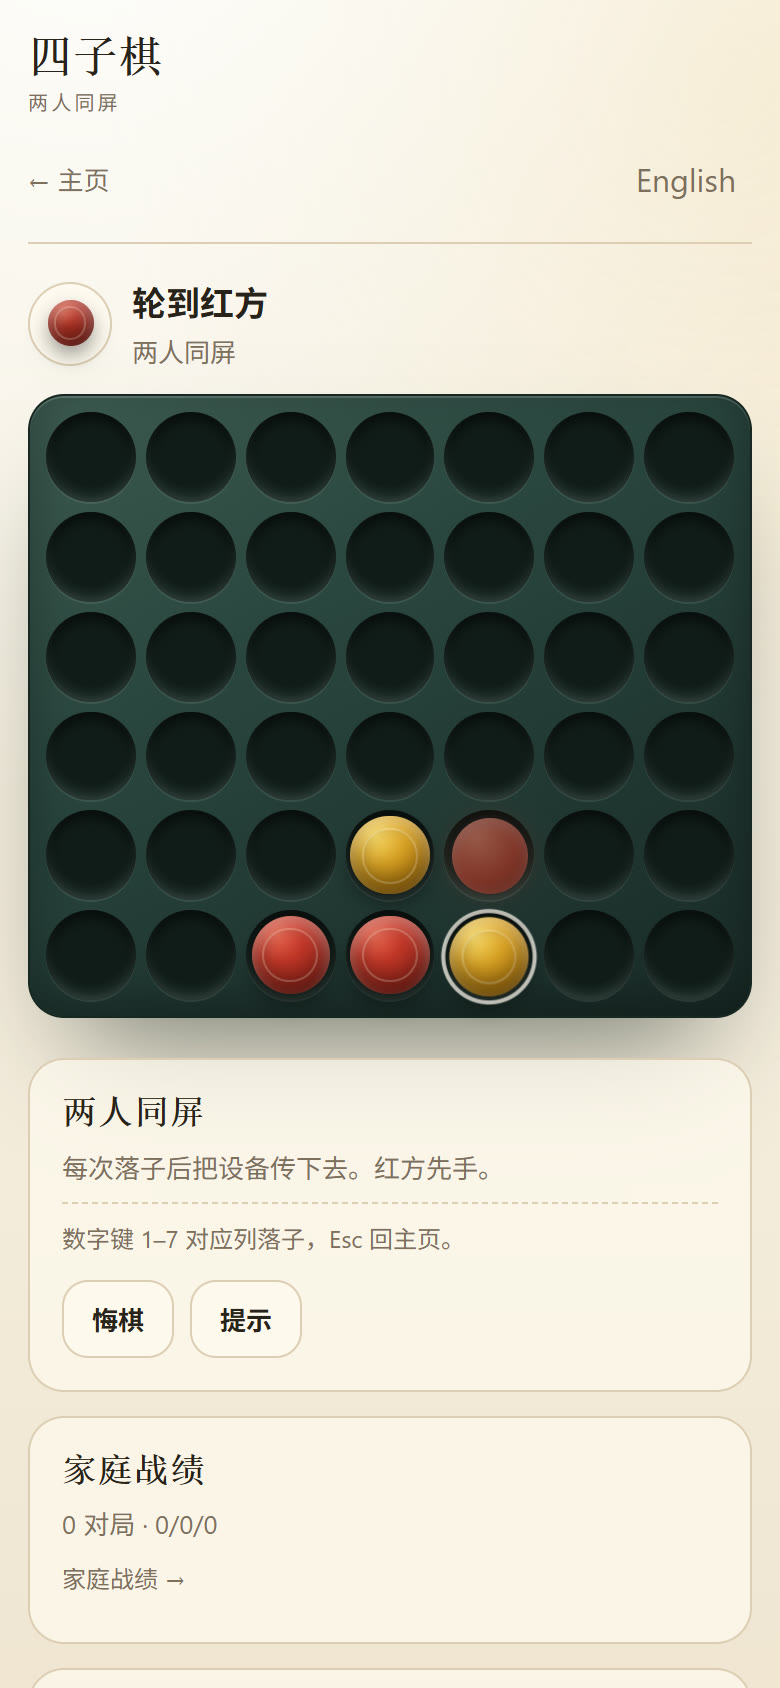 四子棋
两人同屏
← 主页
English
轮到红方
两人同屏
两人同屏
每次落子后把设备传下去。红方先手。
数字键 1–7 对应列落子，Esc 回主页。
悔棋
提示
家庭战绩
0 对局 · 0/0/0
家庭战绩 →